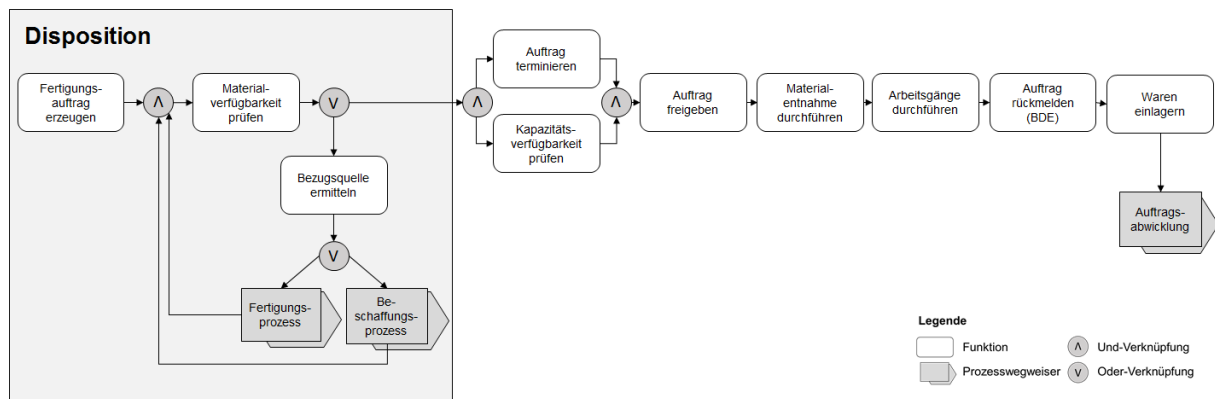 Disposition
Fertigungs-
auftrag
erzeugen
Λ
Material-
verfügbarkeit
prüfen
V
Bezugsquelle
ermitteln
V
Fertigungs-
prozess
Be-
schaffungs-
prozess
Λ
Auftrag
terminieren
Kapazitäts-
verfügbarkeit
prüfen
Λ
Auftrag
freigeben
Material-
entnahme
durchführen
Arbeitsgänge
durchführen
Auftrag
rückmelden
(BDE)
Waren
einlagern
Auftrags-
abwicklung
Legende
Funktion
Λ Und-Verknüpfung
Prozesswegweiser
V Oder-Verknüpfung